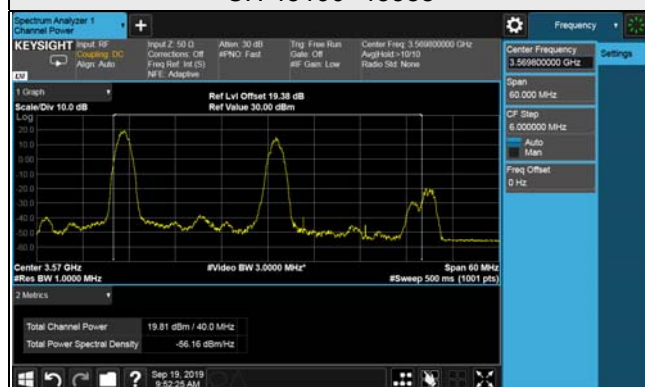 Spectrum Analyzer 1
Channel Power
+
Frequency
KEYSIGHT
Input: RF
Coupling: DC
Align: Auto
Input Z: 50 Ω
Corrections: Off
Freq Ref: Int (S)
NFE: Adaptive
Atten: 30 dB
#PNO: Fast
Trig: Free Run
Gate: Off
#IF Gain: Low
Center Freq: 3.569800000 GHz
Avg|Hold:>10/10
Radio Std: None
LXI
Center Frequency
3.569800000 GHz
Settings
Span
60.000 MHz
CF Step
6.000000 MHz
Auto
Man
Freq Offset
0 Hz
1 Graph
Scale/Div 10.0 dB
Ref Lvl Offset 19.38 dB
Ref Value 30.00 dBm
Log
20.0
10.0
0.00
-10.0
-20.0
-30.0
-40.0
-50.0
-60.0
Center 3.57 GHz
#Res BW 1.0000 MHz
#Video BW 3.0000 MHz*
Span 60 MHz
#Sweep 500 ms (1001 pts)
2 Metrics
Total Channel Power 19.81 dBm / 40.0 MHz
Total Power Spectral Density -56.16 dBm/Hz
?
Sep 19, 2019
9:52:25 AM